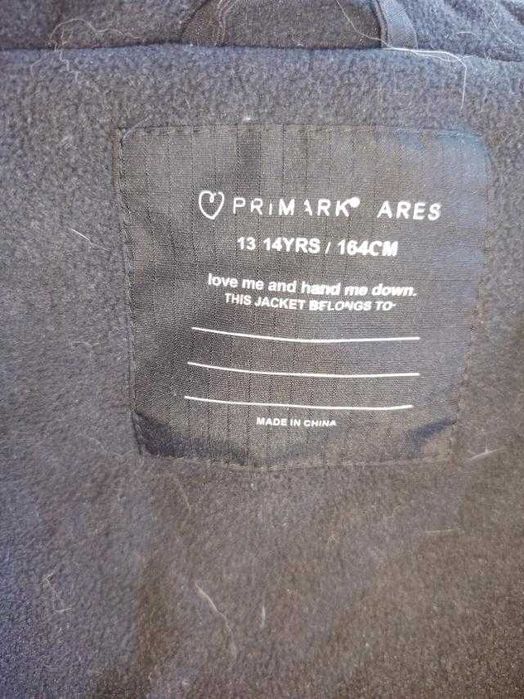 PRIMARK® ARES
13 14YRS / 164CM
love me and hand me down.
THIS JACKET BELONGS TO
MADE IN CHINA